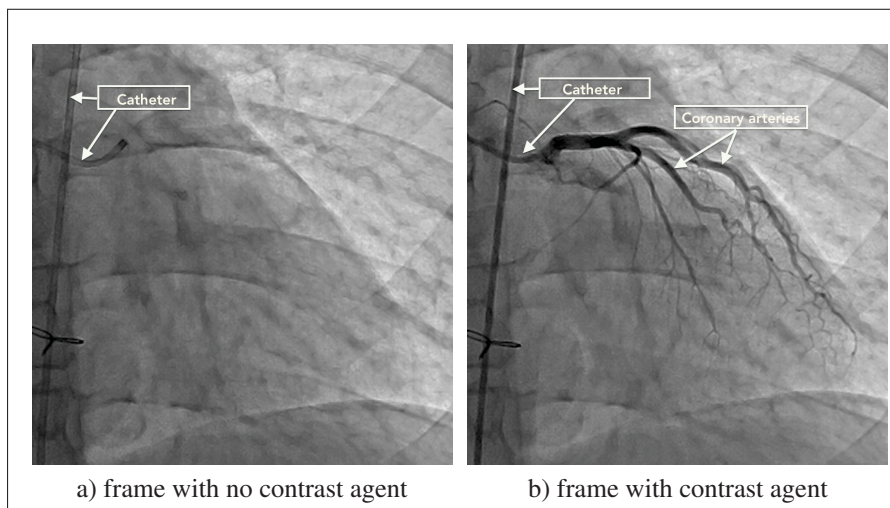 Catheter
Catheter
Coronary arteries
a) frame with no contrast agent
b) frame with contrast agent